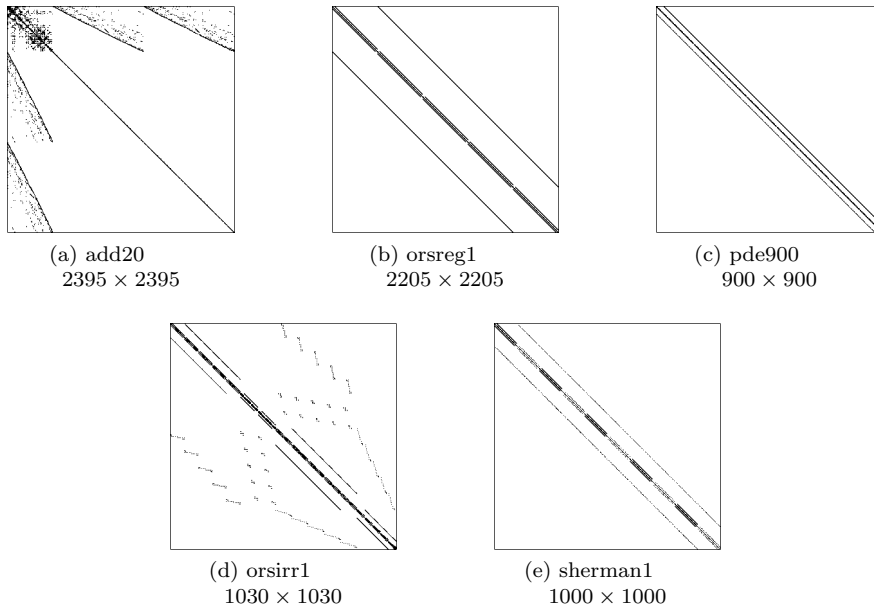 (a) add20
2395 × 2395
(b) orsreg1
2205 × 2205
(c) pde900
900 × 900
(d) orsirr1
1030 × 1030
(e) sherman1
1000 × 1000